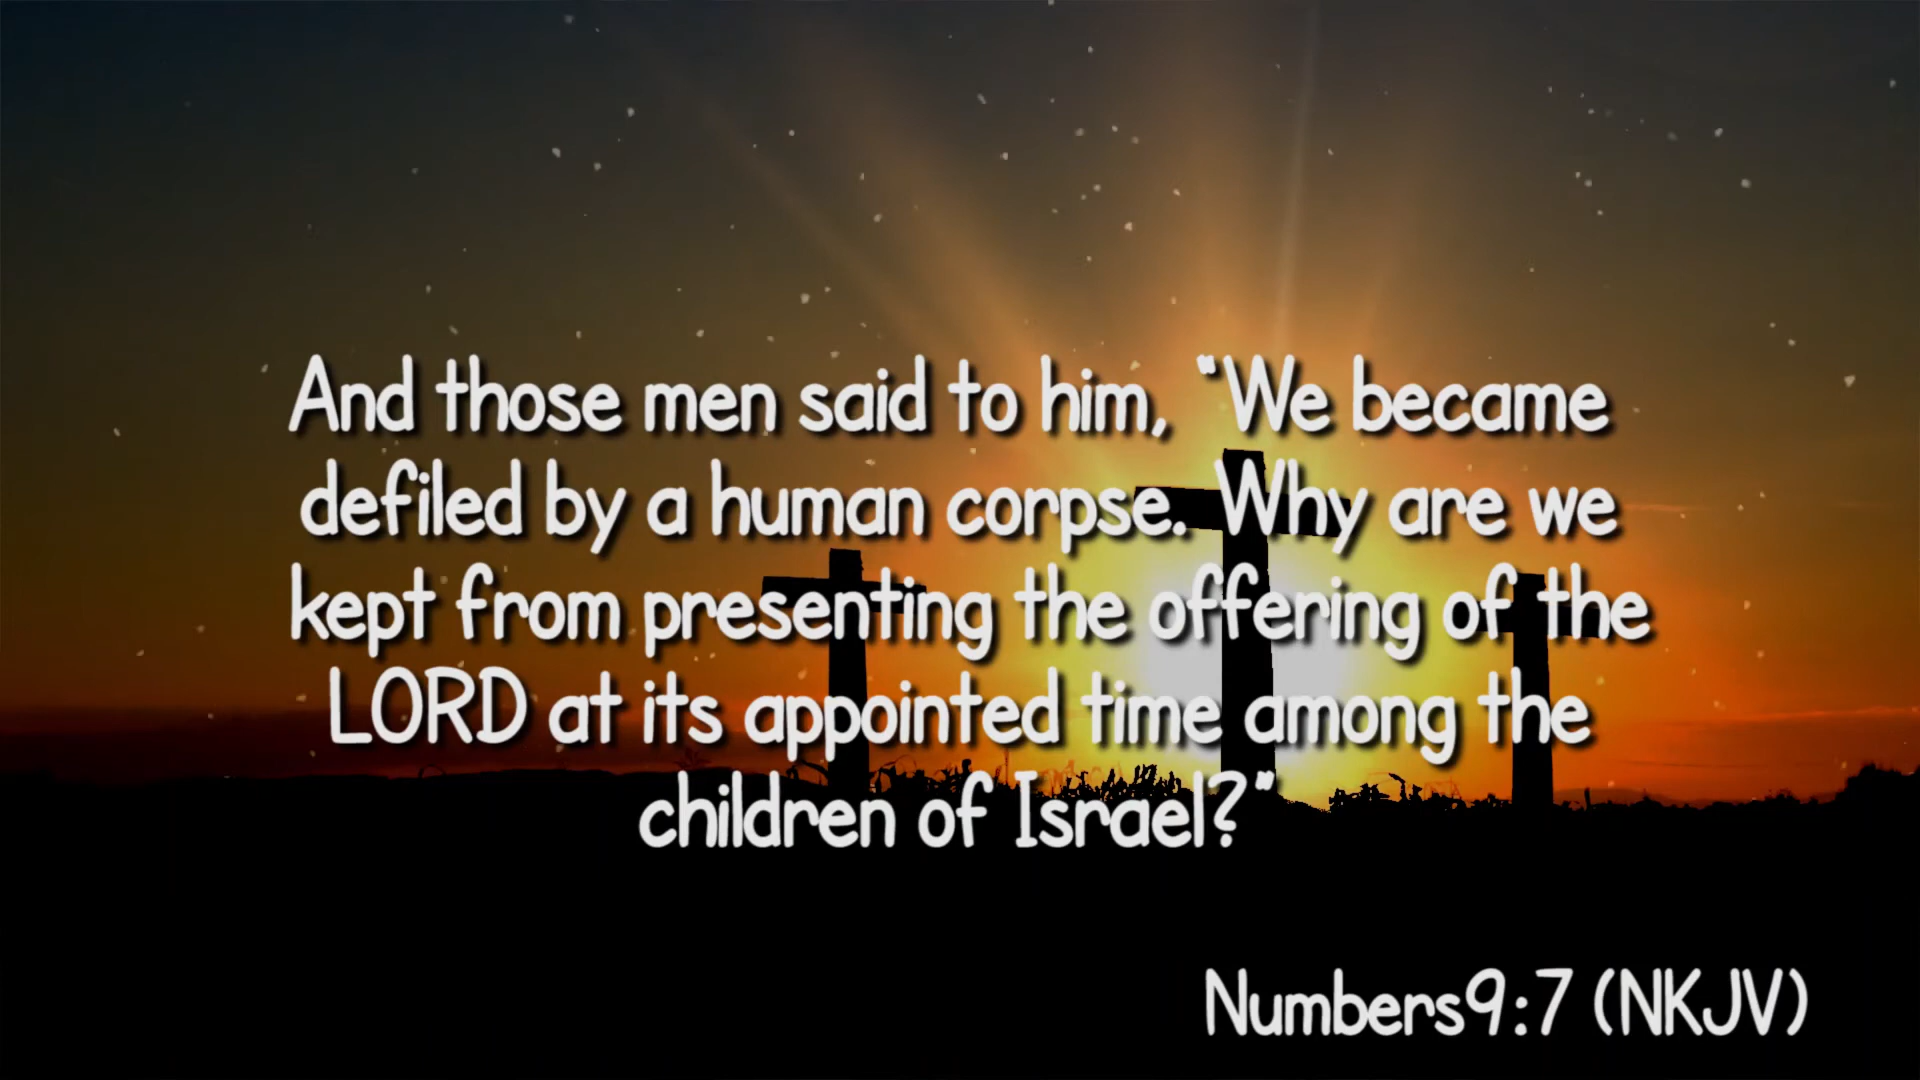 And those men said to him, “We became
defiled by a human corpse. Why are we
kept from presenting the offering of the
LORD at its appointed time among the
children of Israel?”
Numbers9:7 (NKJV)